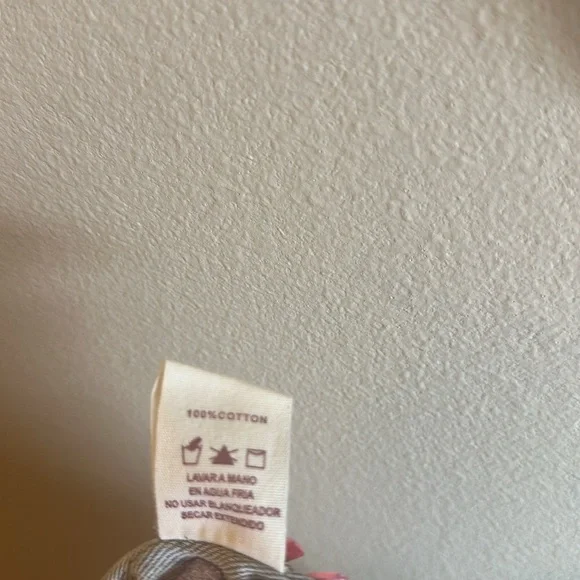 100%COTTON
LAVAR A MANO
EN AGUA FRIA
NO USAR BLANQUEADOR
SECAR EXTENDIDO